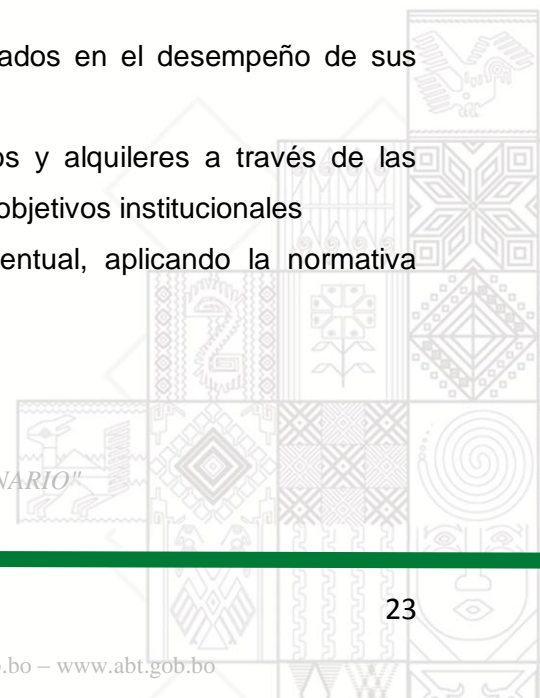 ados en el desempeño de sus
os y alquileres a través de las
objetivos institucionales
entual, aplicando la normativa
NARIO"
23
.bo – www.abt.gob.bo